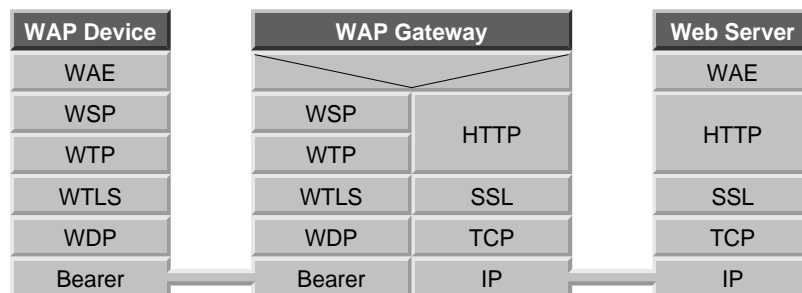 WAP Device WAP Gateway Web Server
WAE WAE
WSP WSP HTTP HTTP
WTP WTP
WTLS WTLS SSL SSL
WDP WDP TCP TCP
Bearer Bearer IP IP